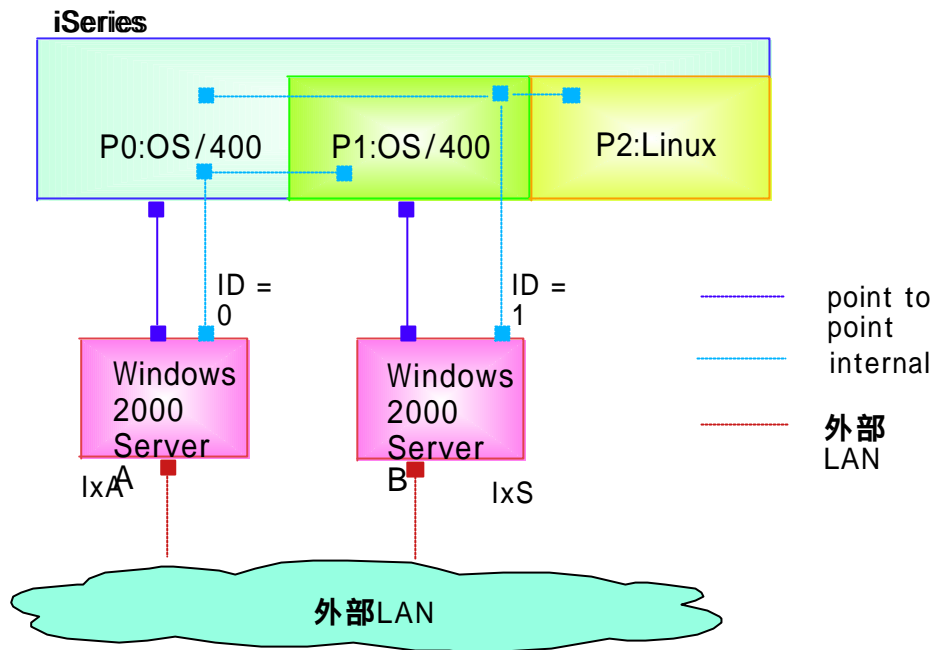 iSeries
P0:OS/400
P1:OS/400
P2:Linux
ID =
0
ID =
1
point to
point
internal
外部
LAN
Windows
2000
Server
A
IxA
Windows
2000
Server
B
IxS
外部LAN